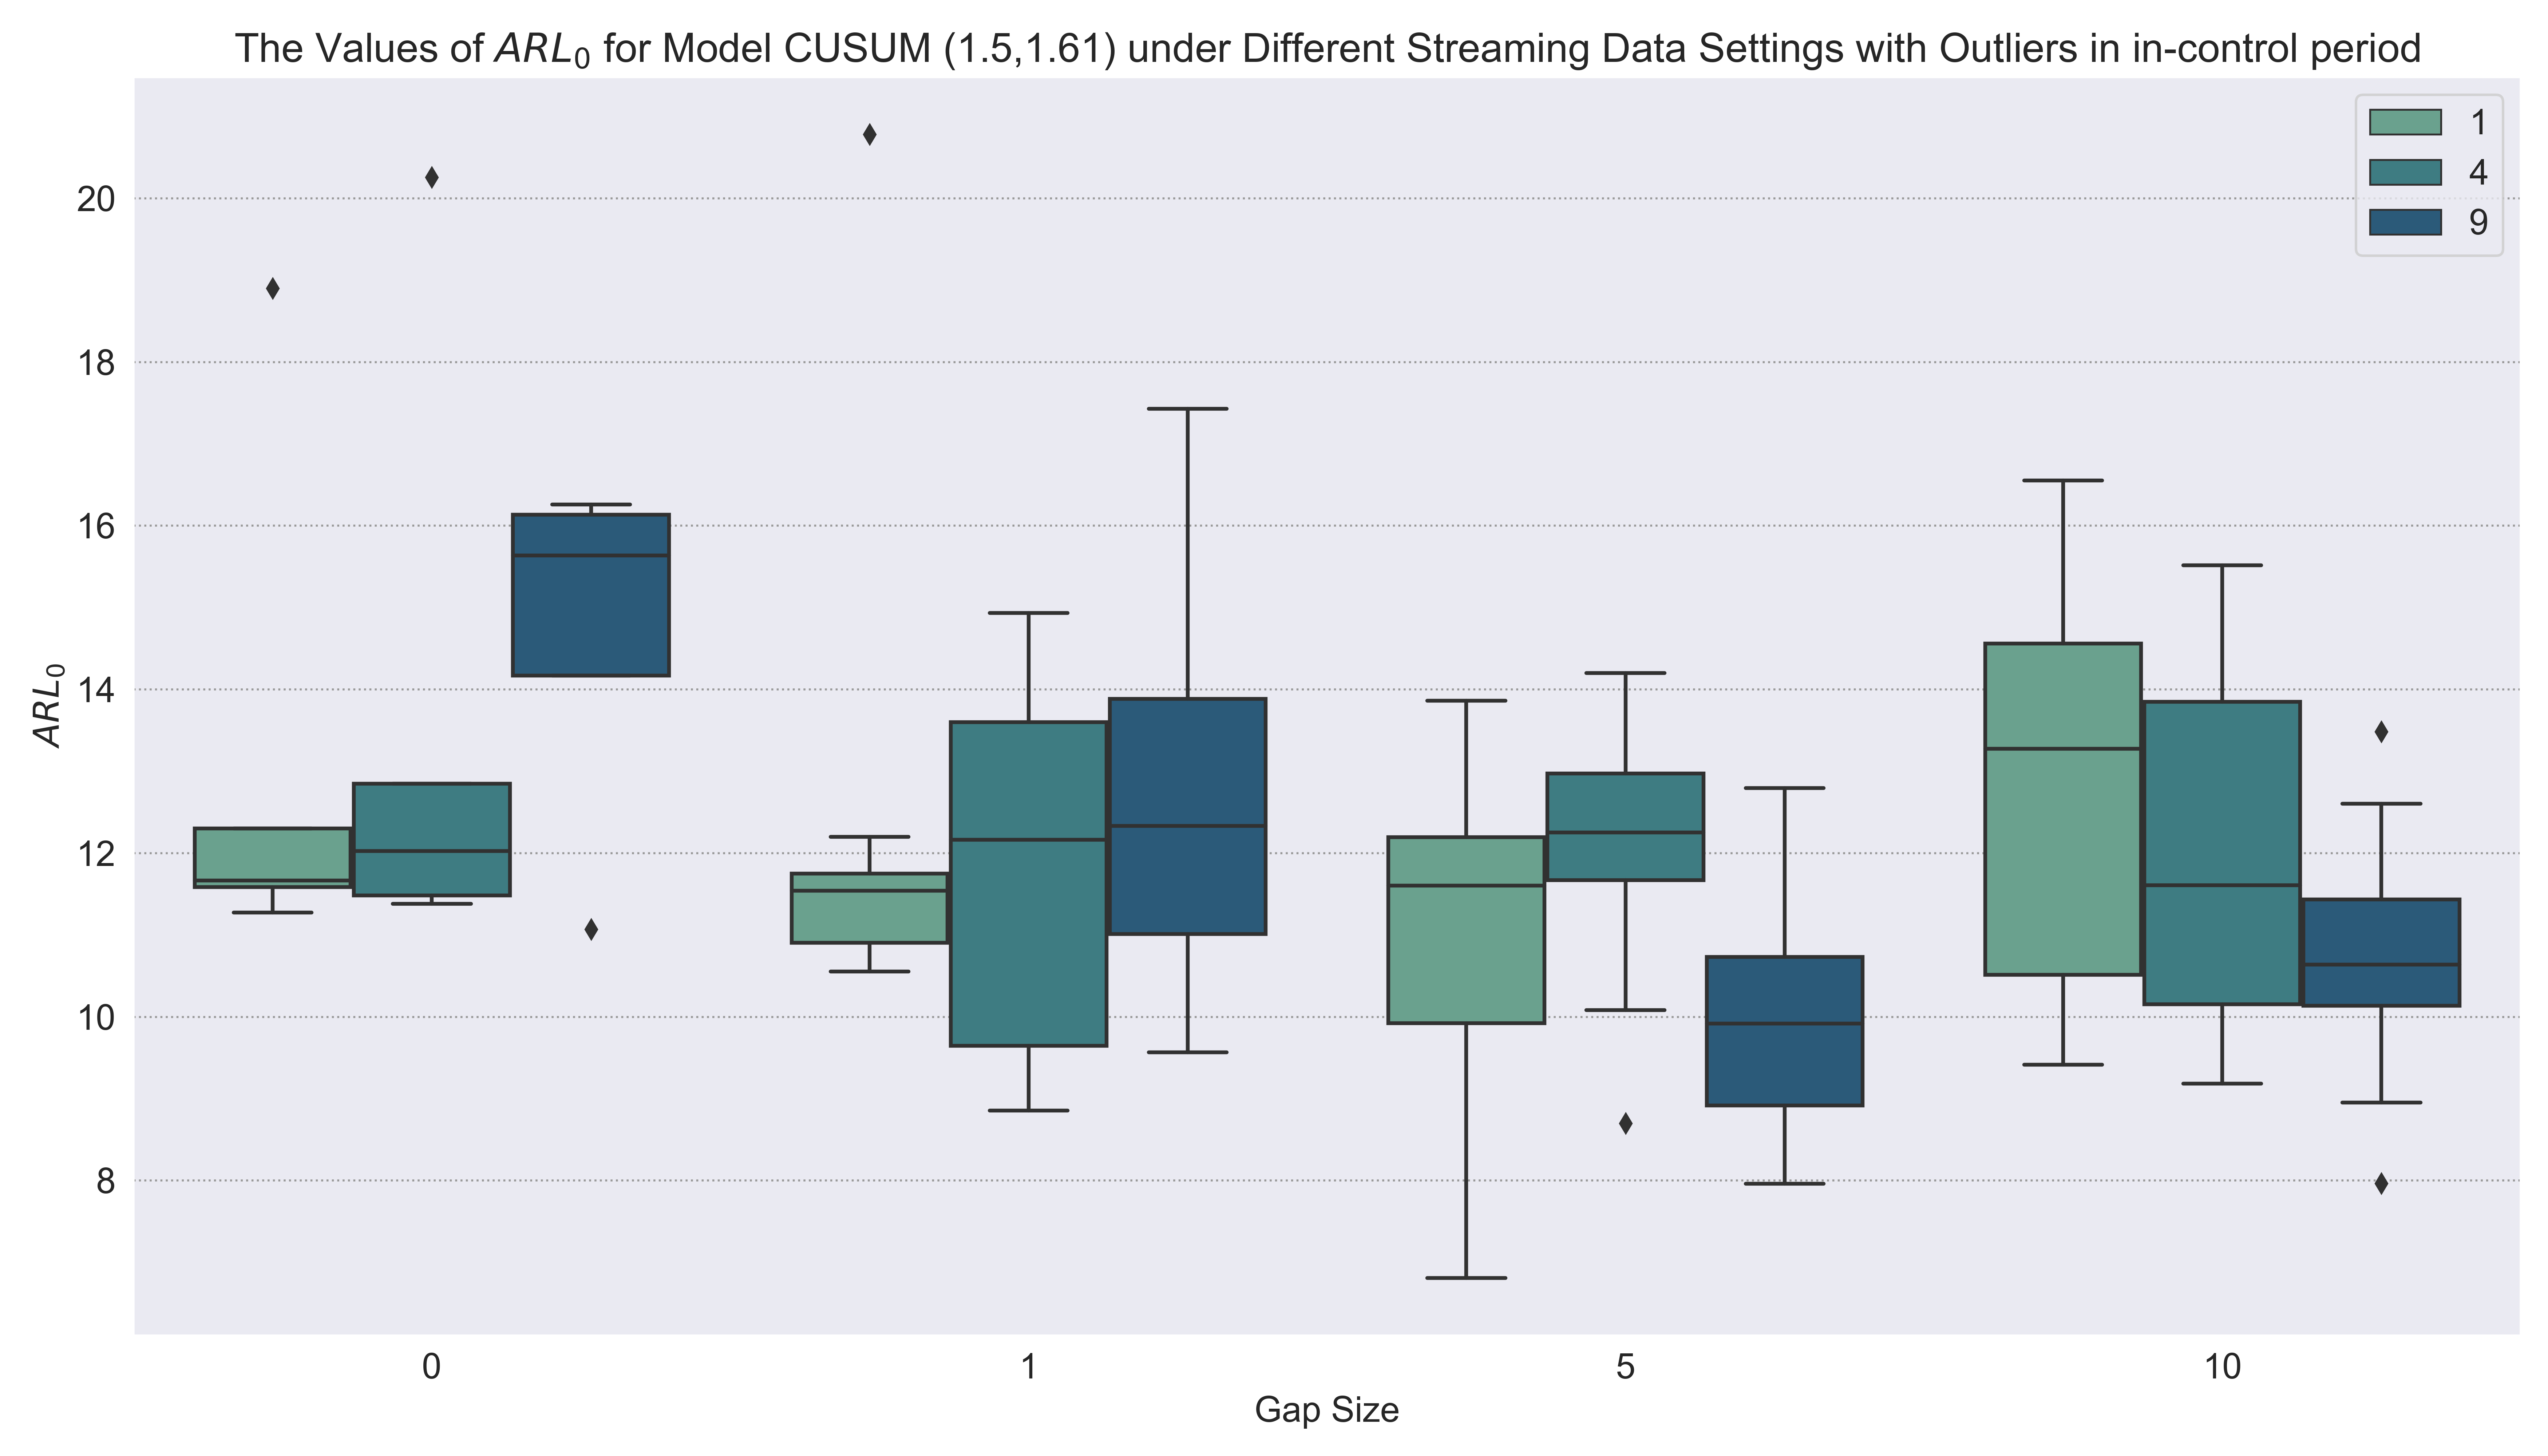 The Values of ARL₀ for Model CUSUM (1.5,1.61) under Different Streaming Data Settings with Outliers in in-control period
1
4
9
20
18
16
14
12
10
8
ARL₀
0 1 5 10
Gap Size